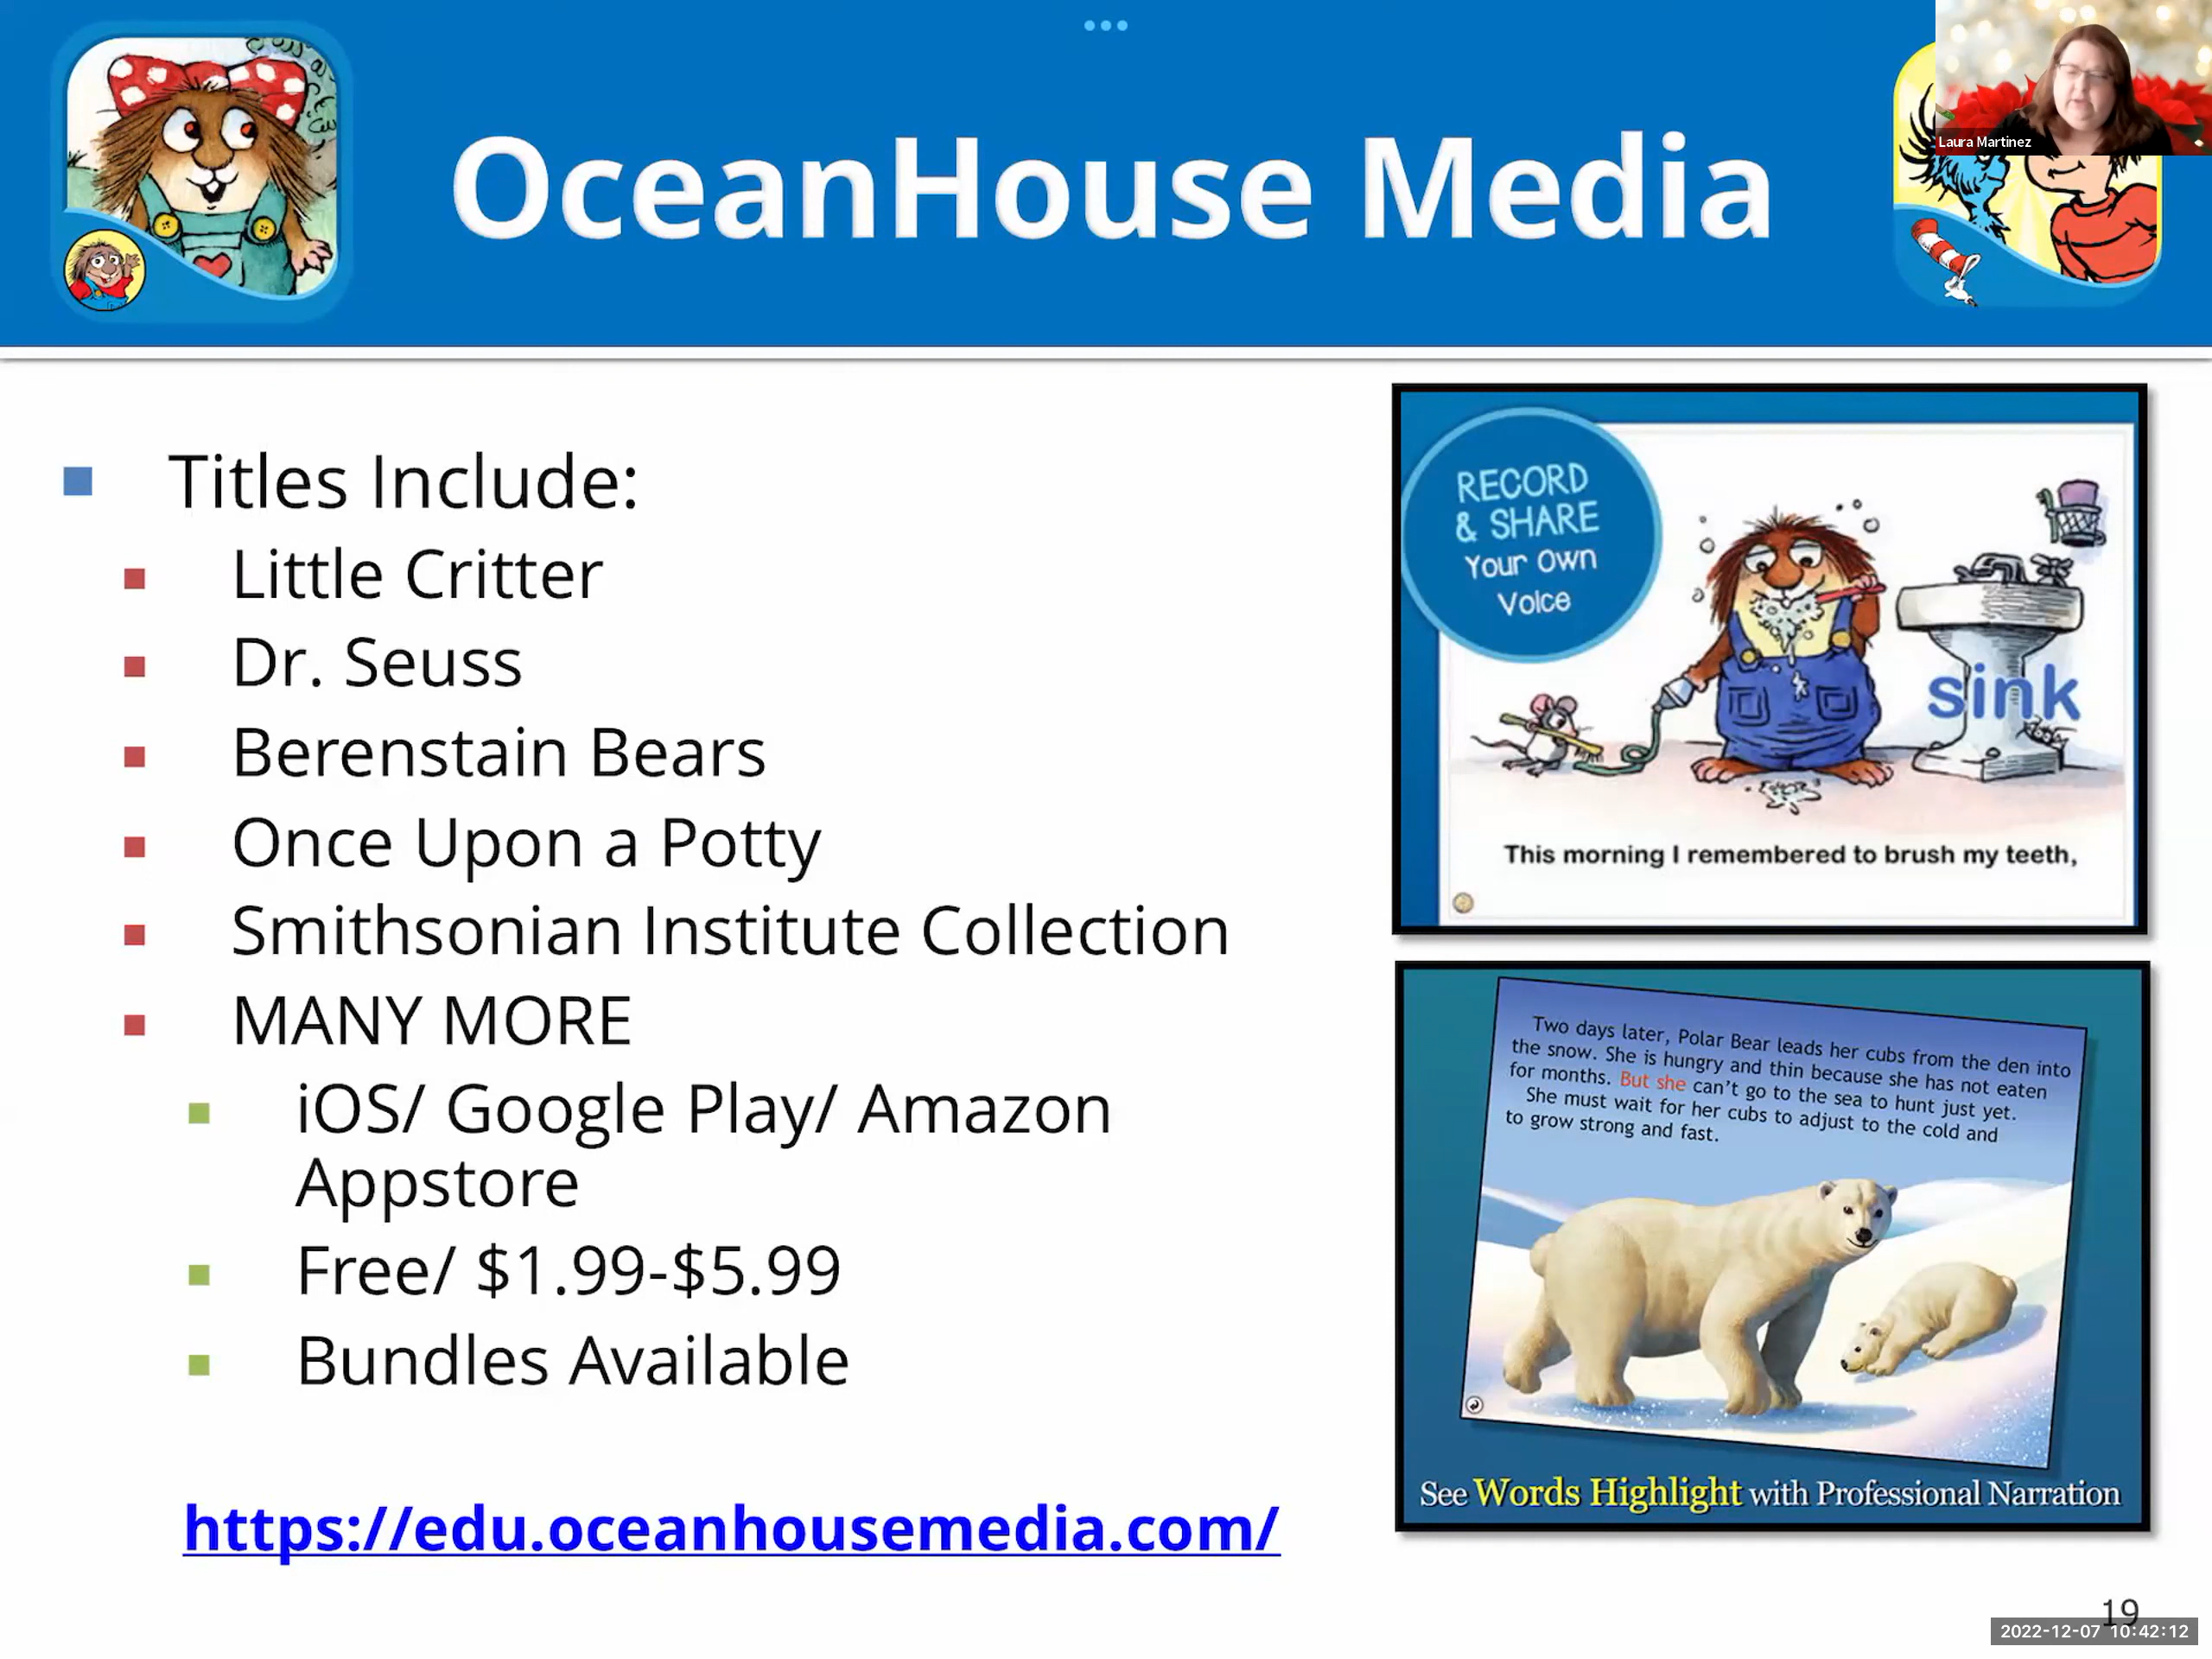 OceanHouse Media
Laura Martinez
Titles Include:
Little Critter
Dr. Seuss
Berenstain Bears
Once Upon a Potty
Smithsonian Institute Collection
MANY MORE
iOS/ Google Play/ Amazon
Appstore
Free/ $1.99-$5.99
Bundles Available
https://edu.oceanhousemedia.com/
RECORD
& SHARE
Your Own
Voice
sink
This morning I remembered to brush my teeth,
Two days later, Polar Bear leads her cubs from the den into
the snow. She is hungry and thin because she has not eaten
for months. But she can't go to the sea to hunt just yet.
She must wait for her cubs to adjust to the cold and
to grow strong and fast.
See Words Highlight with Professional Narration
19
2022-12-07 10:42:12